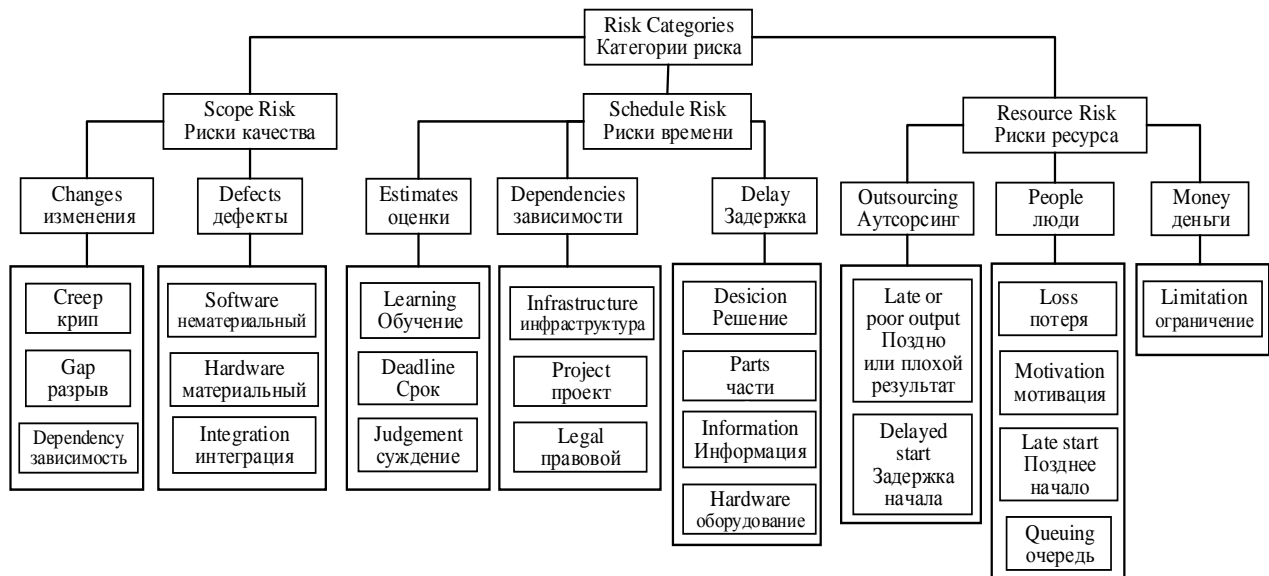 Risk Categories
Категории риска
Scope Risk
Риски качества
Schedule Risk
Риски времени
Resource Risk
Риски ресурса
Changes
изменения
Defects
дефекты
Estimates
оценки
Dependencies
зависимости
Delay
Задержка
Outsourcing
Аутсорсинг
People
люди
Money
деньги
Creep
крип
Gap
разрыв
Dependency
зависимость
Software
нематериальный
Hardware
материальный
Integration
интеграция
Learning
Обучение
Deadline
Срок
Judgement
суждение
Infrastructure
инфраструктура
Project
проект
Legal
правовой
Desicion
Решение
Parts
части
Information
Информация
Hardware
оборудование
Late or
poor output
Поздно
или плохой
результат
Delayed
start
Задержка
начала
Loss
потеря
Motivation
мотивация
Late start
Позднее
начало
Queuing
очередь
Limitation
ограничение